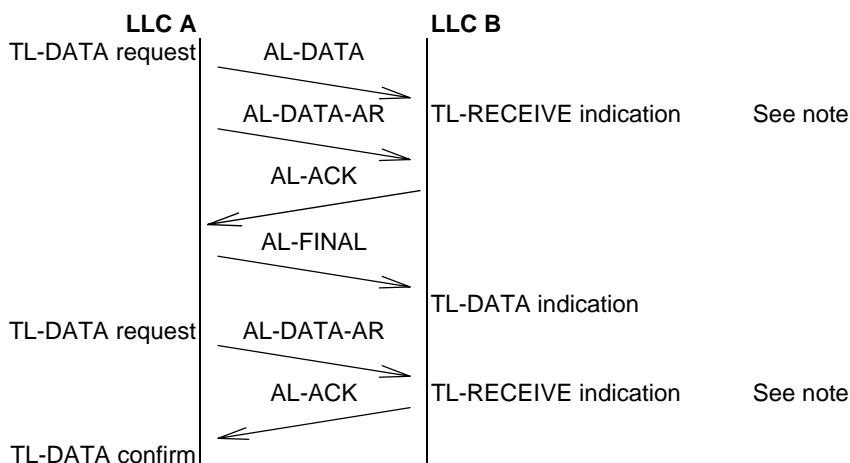 LLC A LLC B
TL-DATA request AL-DATA
AL-DATA-AR TL-RECEIVE indication See note
AL-ACK
AL-FINAL
TL-DATA indication
TL-DATA request AL-DATA-AR
AL-ACK TL-RECEIVE indication See note
TL-DATA confirm